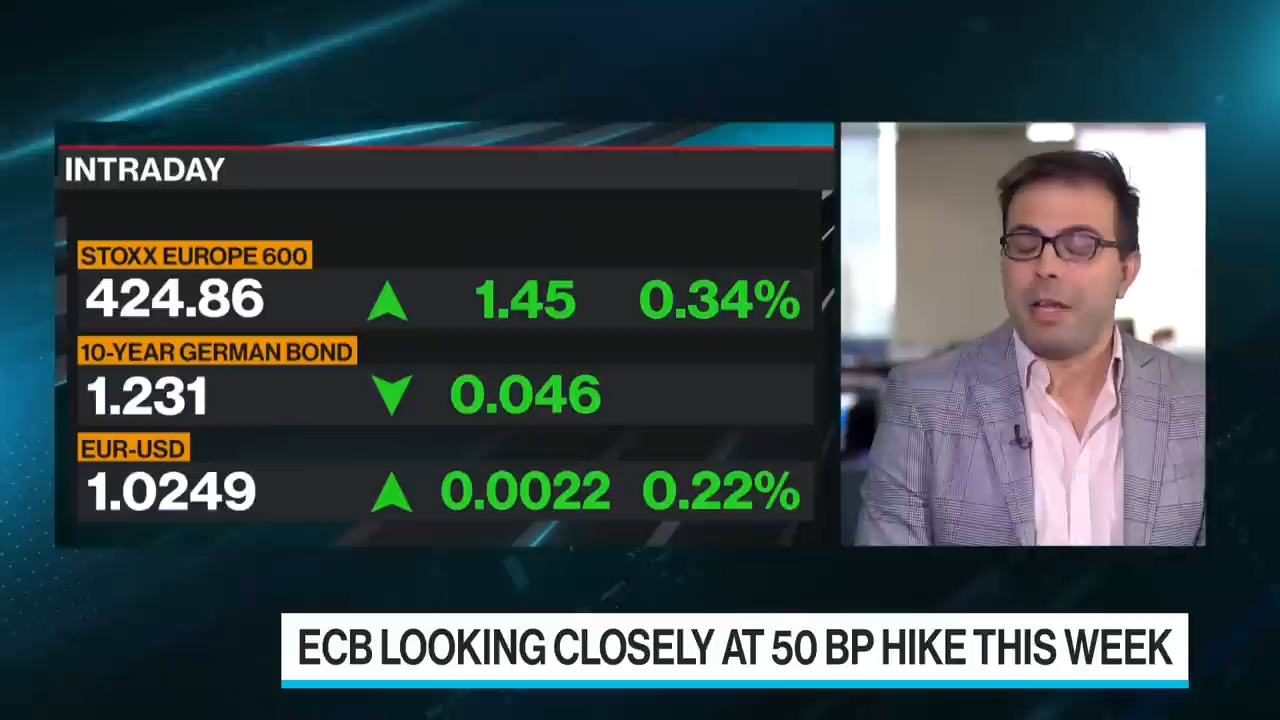 INTRADAY
STOXX EUROPE 600
424.86 1.45 0.34%
10-YEAR GERMAN BOND
1.231 0.046
EUR-USD
1.0249 0.0022 0.22%
ECB LOOKING CLOSELY AT 50 BP HIKE THIS WEEK